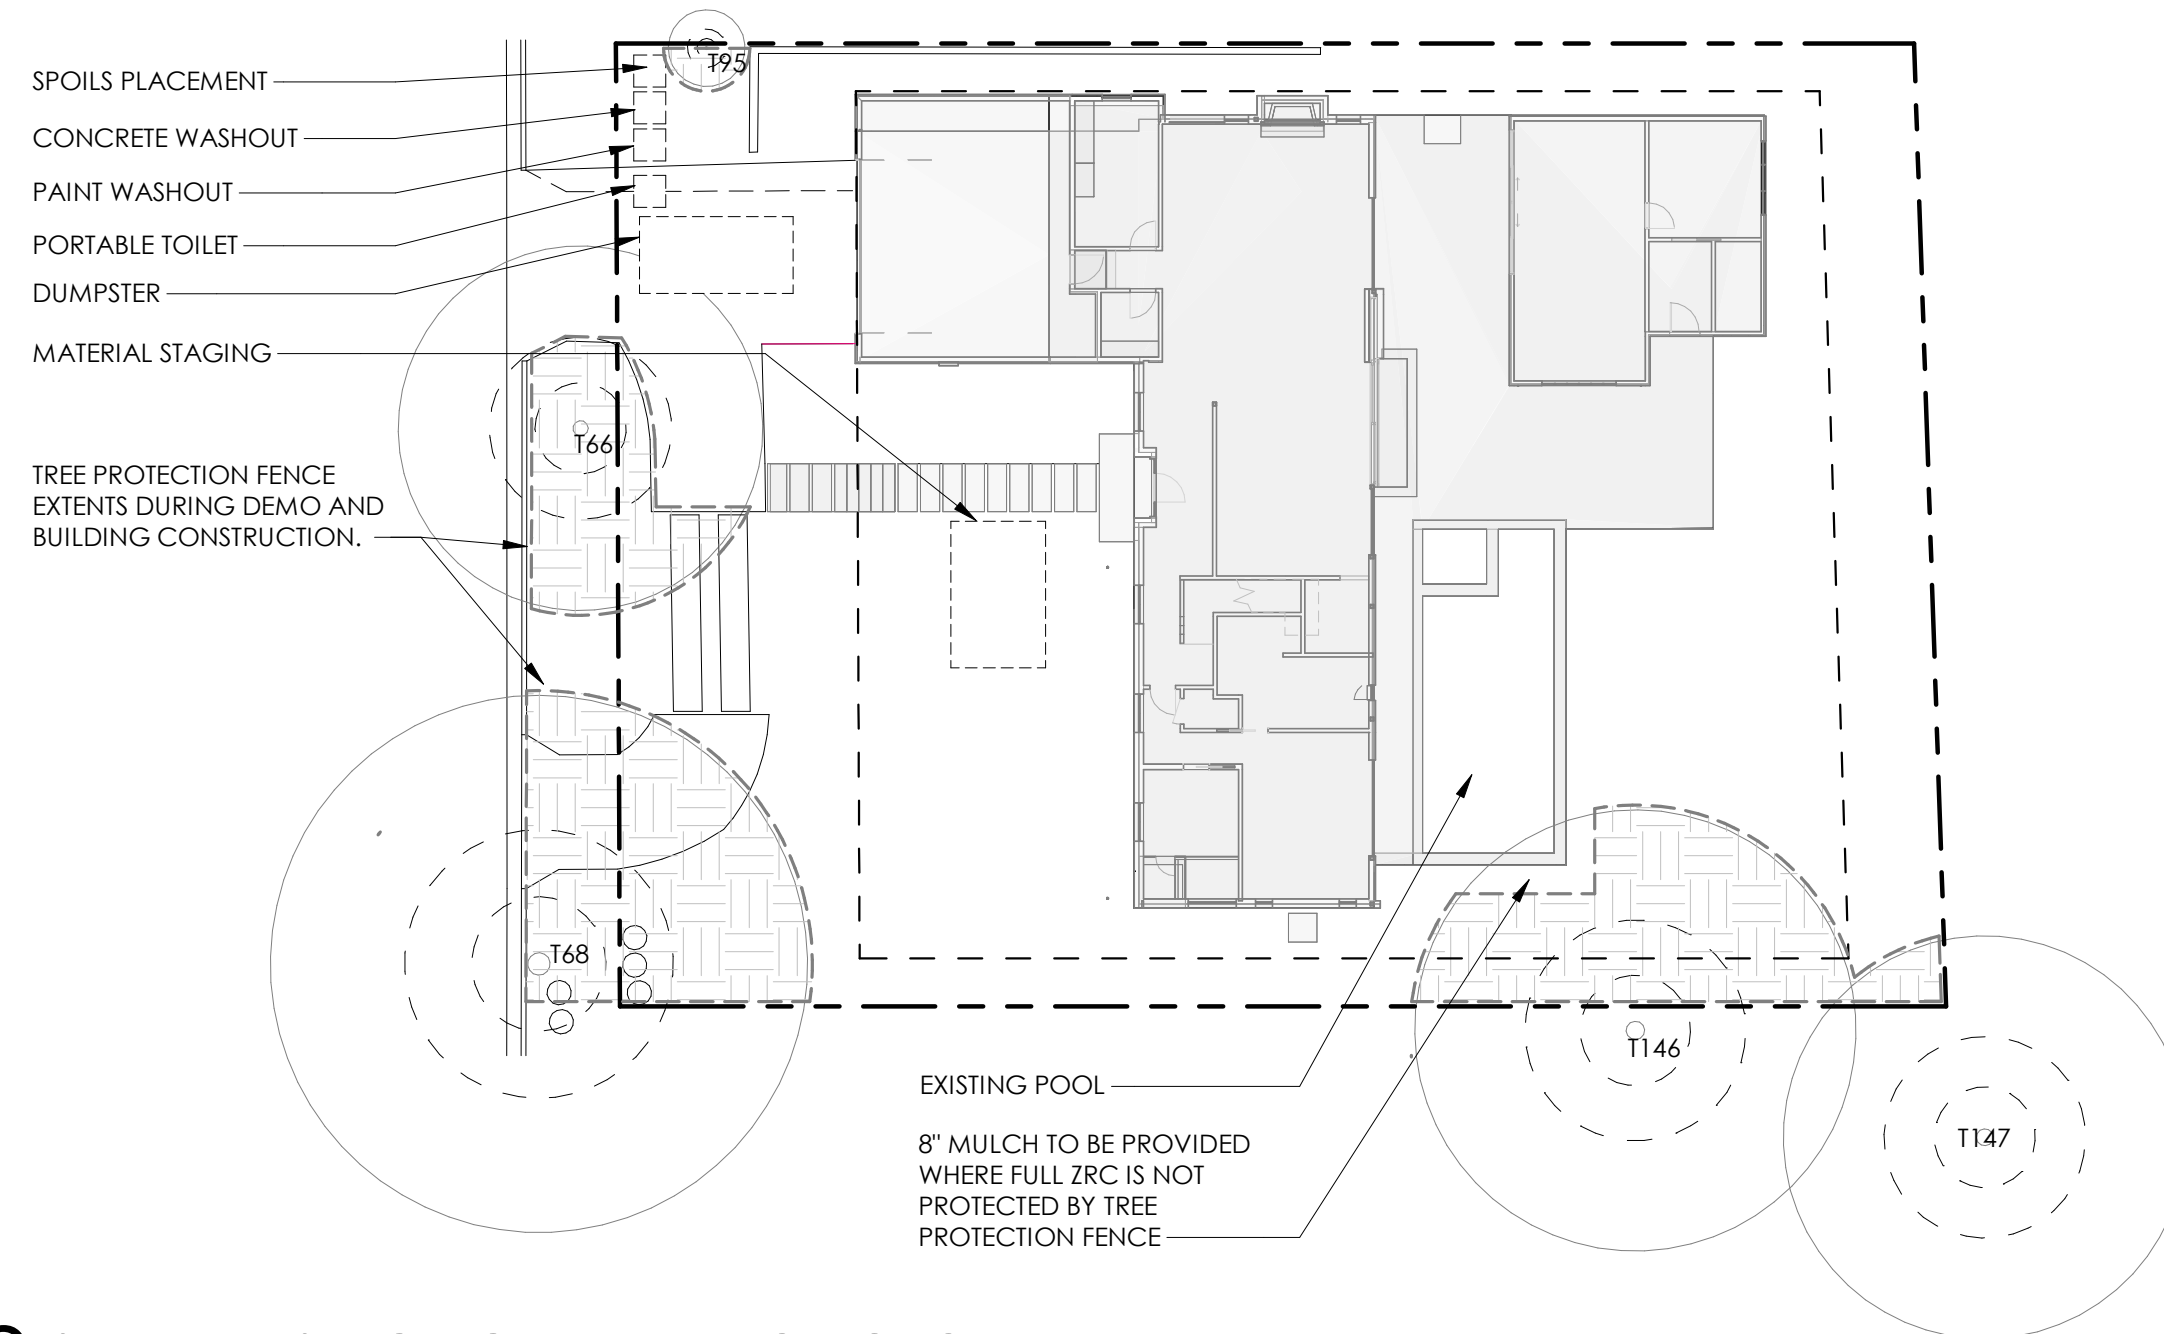 T95
SPOILS PLACEMENT
CONCRETE WASHOUT
PAINT WASHOUT
PORTABLE TOILET
DUMPSTER
MATERIAL STAGING
T66
TREE PROTECTION FENCE
EXTENTS DURING DEMO AND
BUILDING CONSTRUCTION.
T68
T146
EXISTING POOL
T147
8" MULCH TO BE PROVIDED
WHERE FULL ZRC IS NOT
PROTECTED BY TREE
PROTECTION FENCE